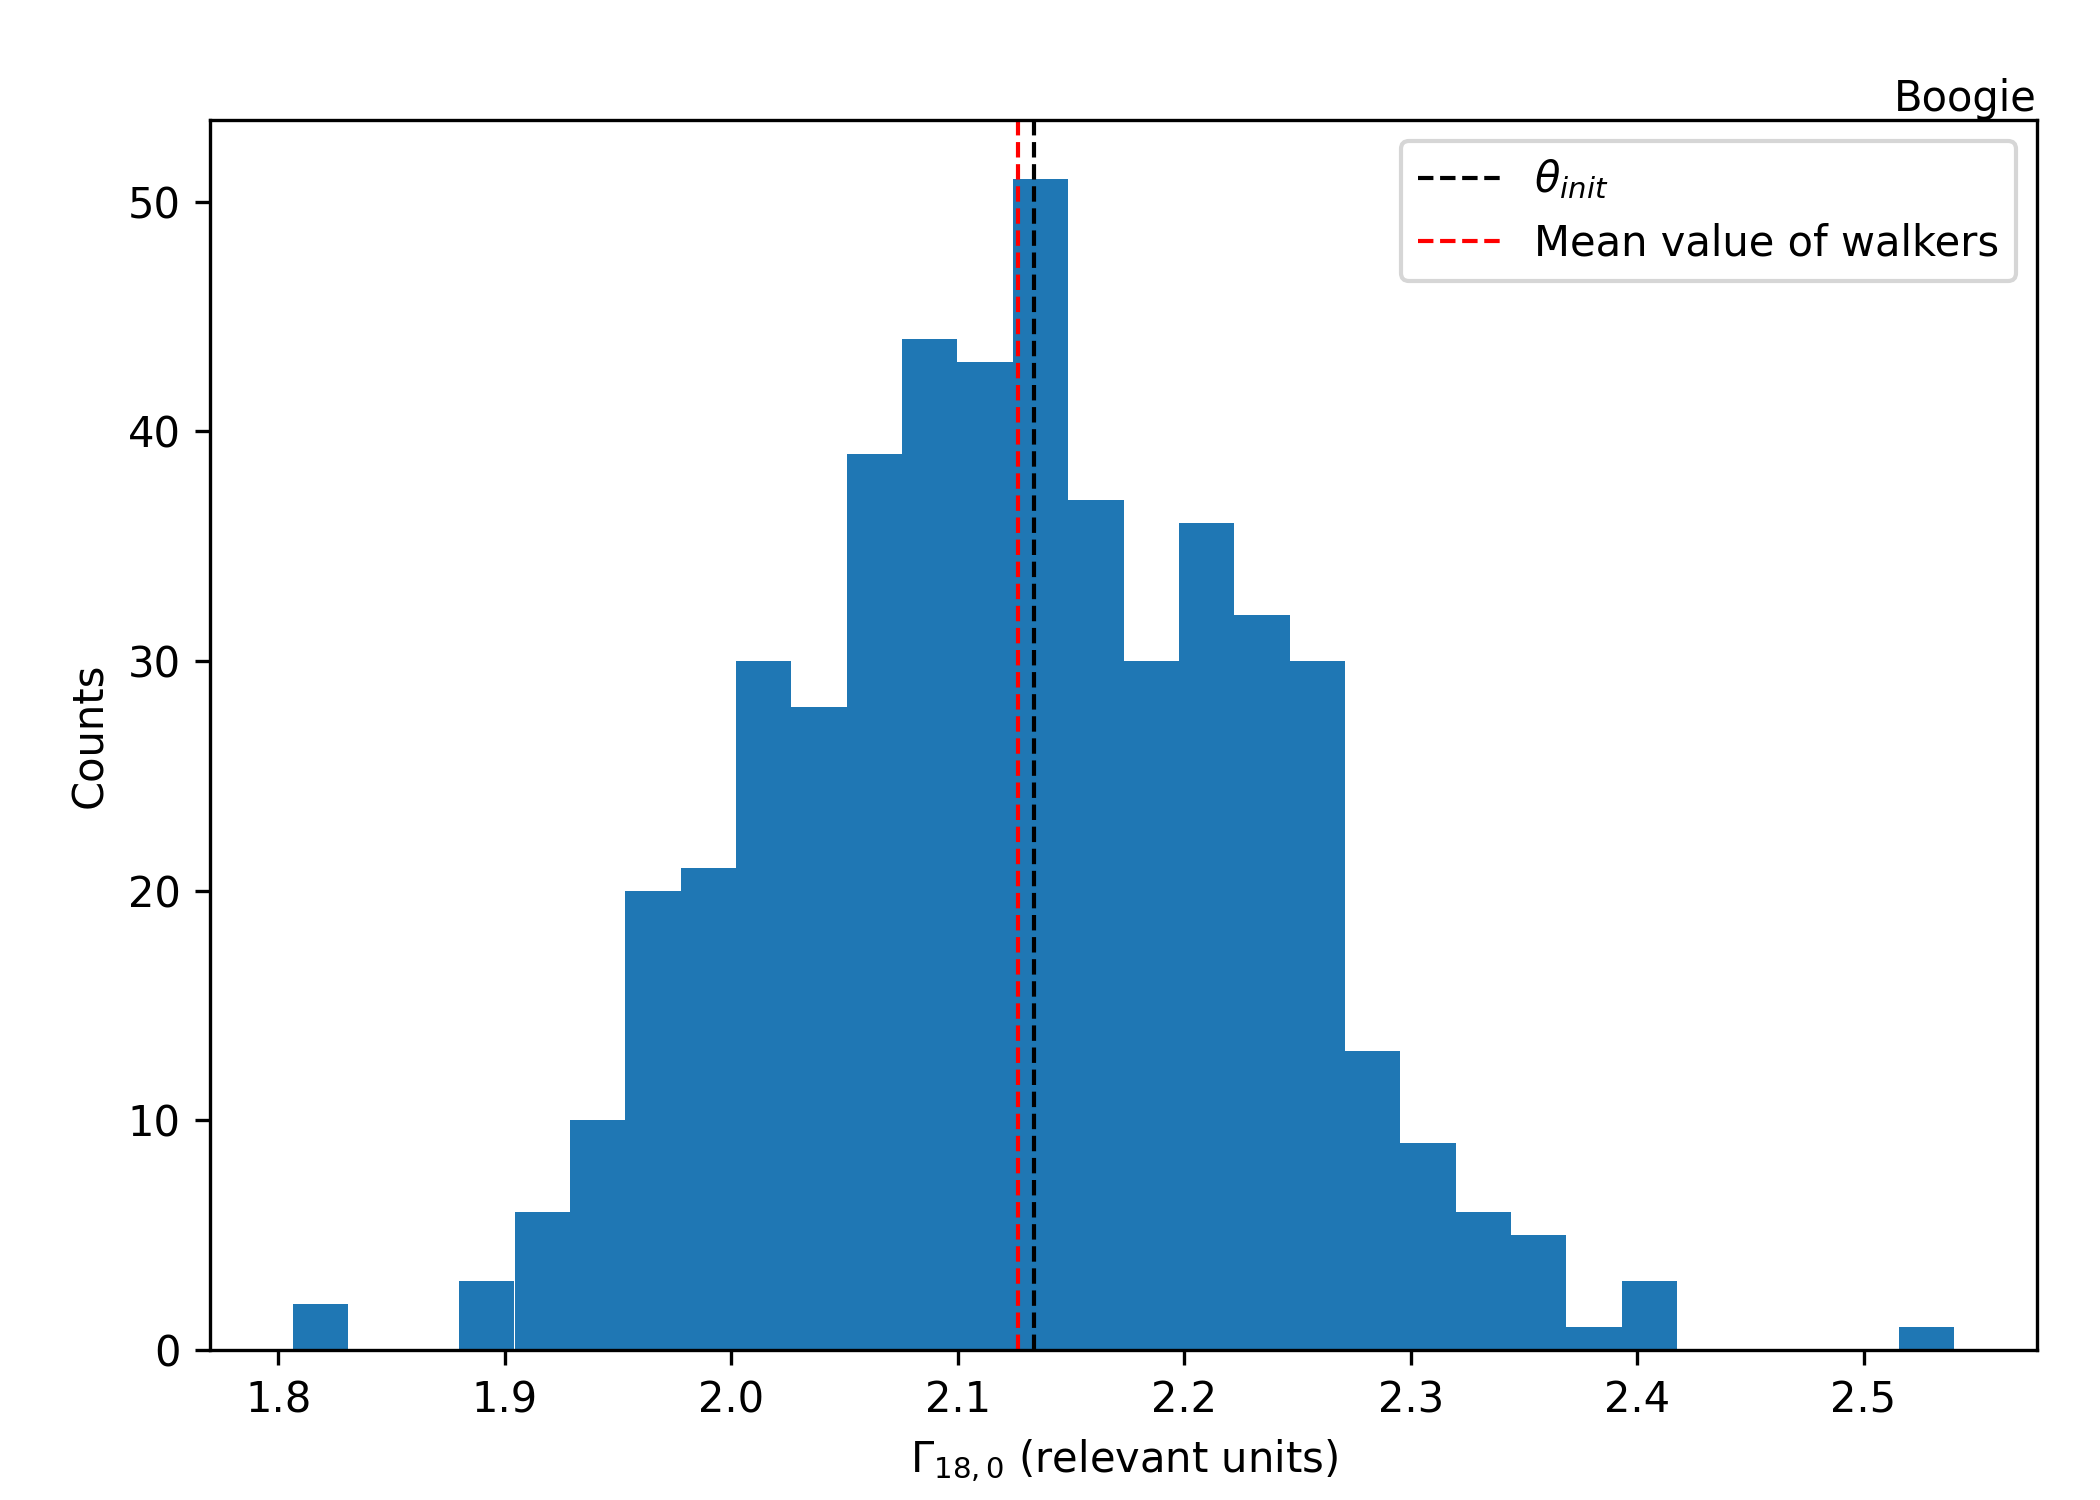 Boogie
θinit
Mean value of walkers
50
40
30
20
10
0
Counts
1.8 1.9 2.0 2.1 2.2 2.3 2.4 2.5
Γ18,0 (relevant units)